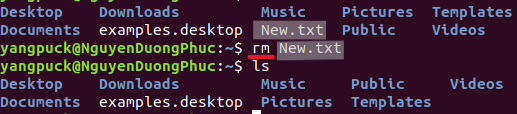 Desktop Downloads Music Pictures Templates
Documents examples.desktop New.txt Public Videos
yangpuck@NguyenDuongPhuc:~$ rm New.txt
yangpuck@NguyenDuongPhuc:~$ ls
Desktop Downloads Music Public Videos
Documents examples.desktop Pictures Templates